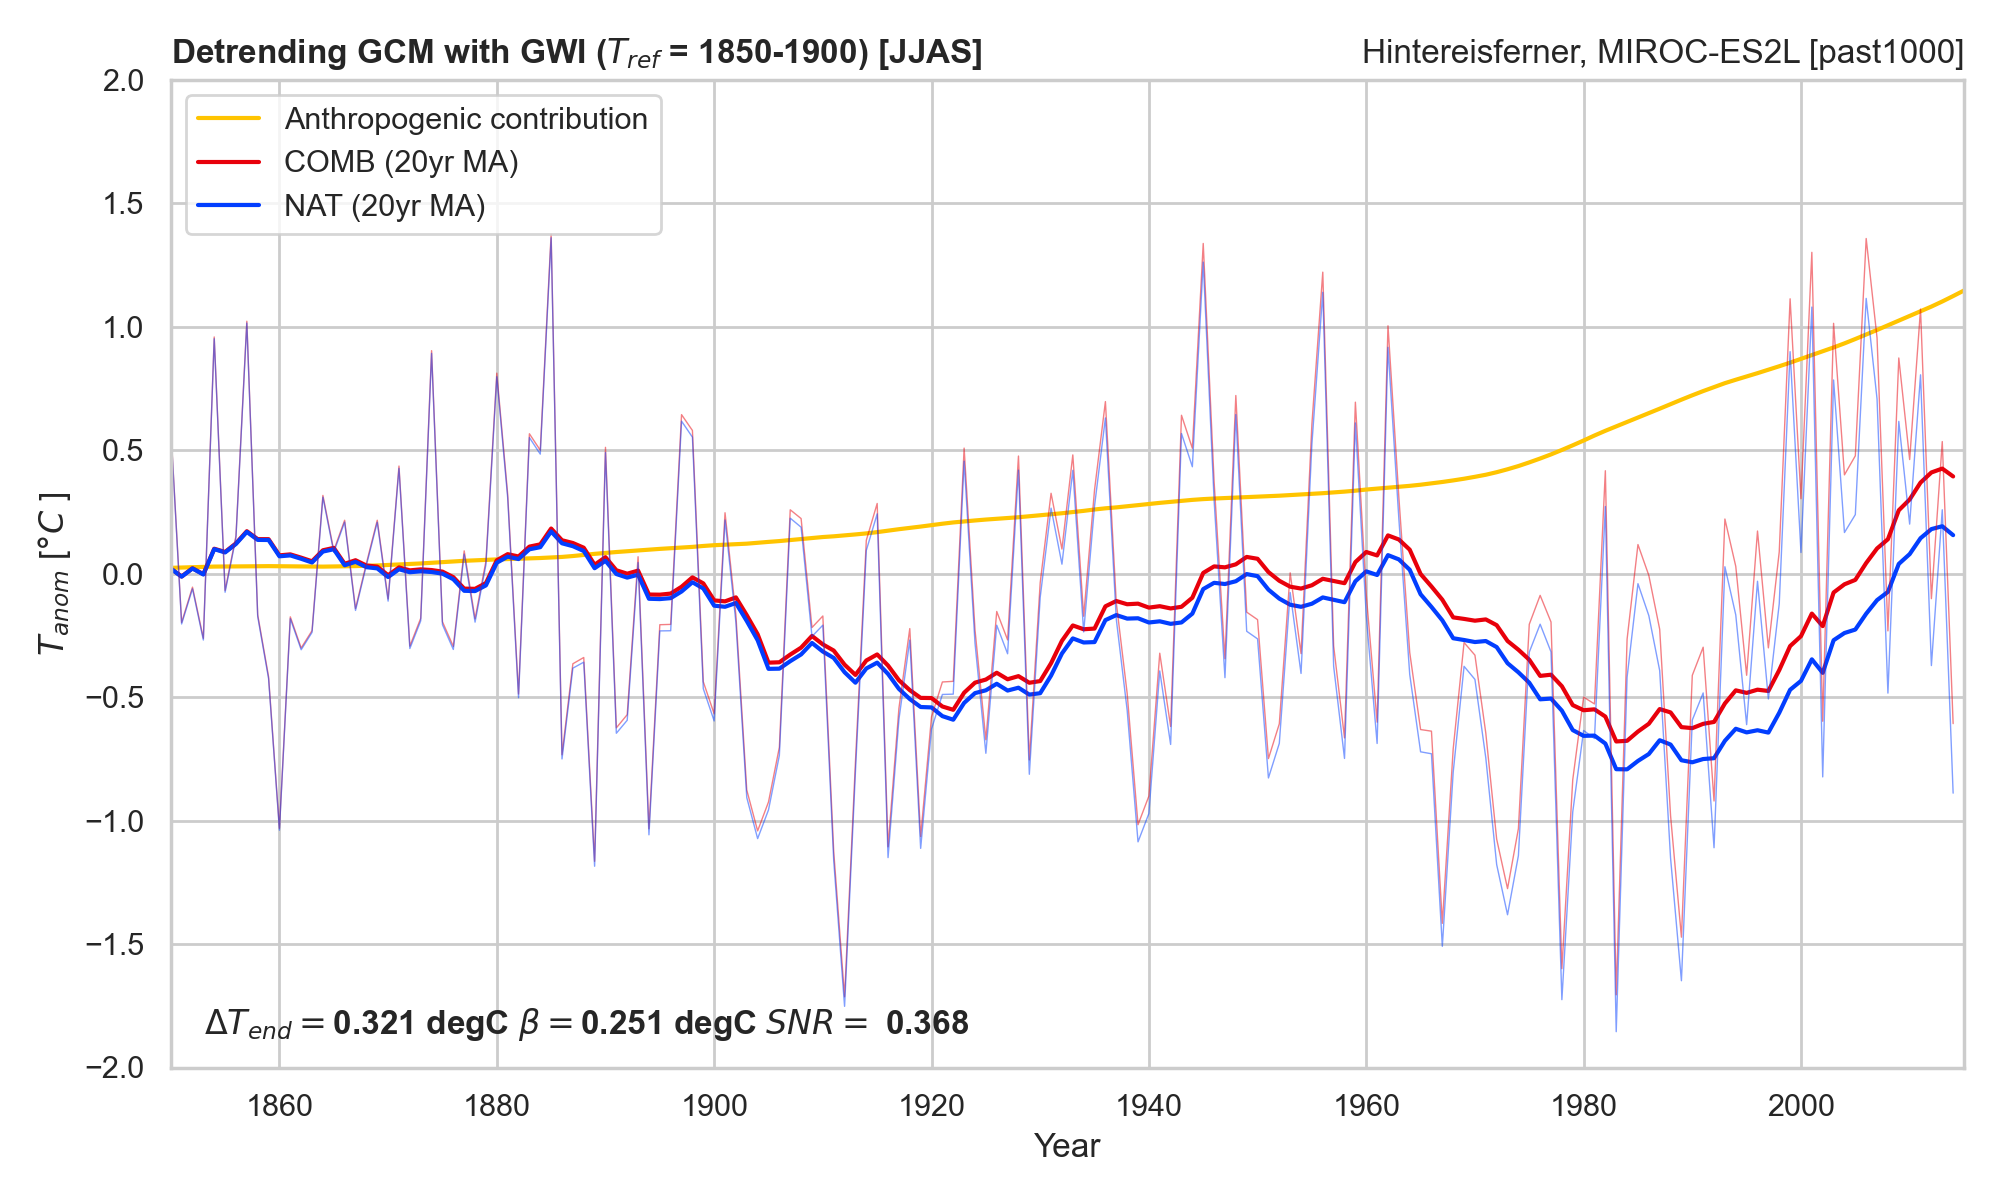 Detrending GCM with GWI (T_ref = 1850-1900) [JJAS]
Hintereisferner, MIROC-ES2L [past1000]
Anthropogenic contribution
COMB (20yr MA)
NAT (20yr MA)
T_anom [°C]
2.0
1.5
1.0
0.5
0.0
−0.5
−1.0
−1.5
−2.0
ΔT_end = 0.321 degC β = 0.251 degC SNR = 0.368
1860 1880 1900 1920 1940 1960 1980 2000
Year